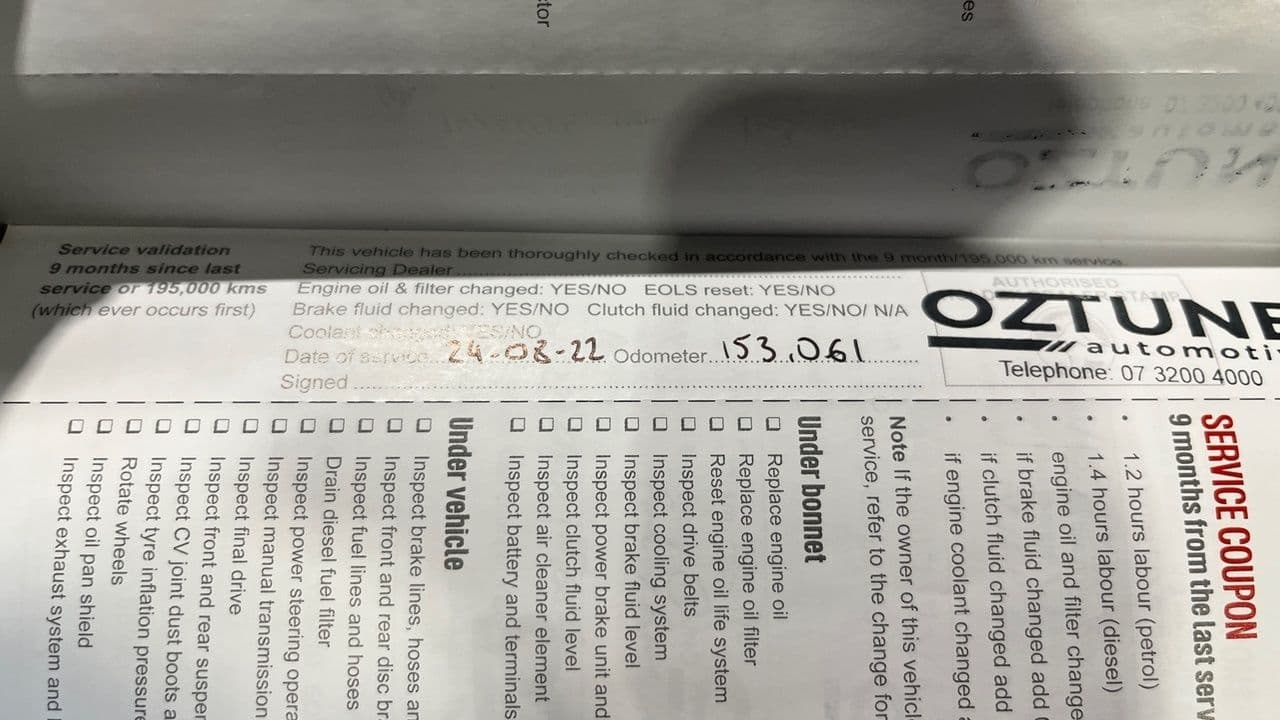 tor
es
Service validation
9 months since last
service or 195,000 kms
(which ever occurs first)
This vehicle has been thoroughly checked in accordance with the 9 month/195,000 km service.
Servicing Dealer
Engine oil & filter changed: YES/NO EOLS reset: YES/NO
Brake fluid changed: YES/NO Clutch fluid changed: YES/NO/ N/A
Coolant changed: YES/NO
Date of service 24-08-22 Odometer 153,061
Signed
AUTHORISED
OZTUNE
automoti
Telephone: 07 3200 4000
SERVICE COUPON
9 months from the last serv
• 1.2 hours labour (petrol)
• 1.4 hours labour (diesel)
• engine oil and filter change
• if brake fluid changed add
• if clutch fluid changed add
• if engine coolant changed
Note If the owner of this vehicl
service, refer to the change for
Under bonnet
Replace engine oil
Replace engine oil filter
Reset engine oil life system
Inspect drive belts
Inspect cooling system
Inspect brake fluid level
Inspect power brake unit and
Inspect clutch fluid level
Inspect air cleaner element
Inspect battery and terminals
Under vehicle
Inspect brake lines, hoses an
Inspect front and rear disc br
Inspect fuel lines and hoses
Drain diesel fuel filter
Inspect power steering opera
Inspect manual transmission
Inspect final drive
Inspect front and rear susper
Inspect CV joint dust boots a
Inspect tyre inflation pressure
Rotate wheels
Inspect oil pan shield
Inspect exhaust system and